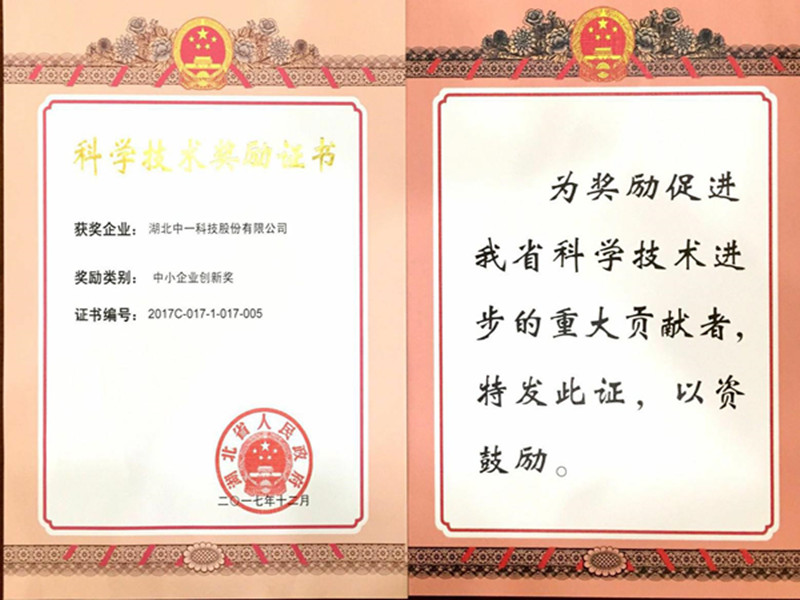 科学技术奖励证书
获奖企业：湖北中一科技股份有限公司
奖励类别：中小企业创新奖
证书编号：2017C-017-1-017-005
湖北省人民政府
二〇一七年十二月
为奖励促进
我省科学技术进
步的重大贡献者，
特发此证，以资
鼓励。